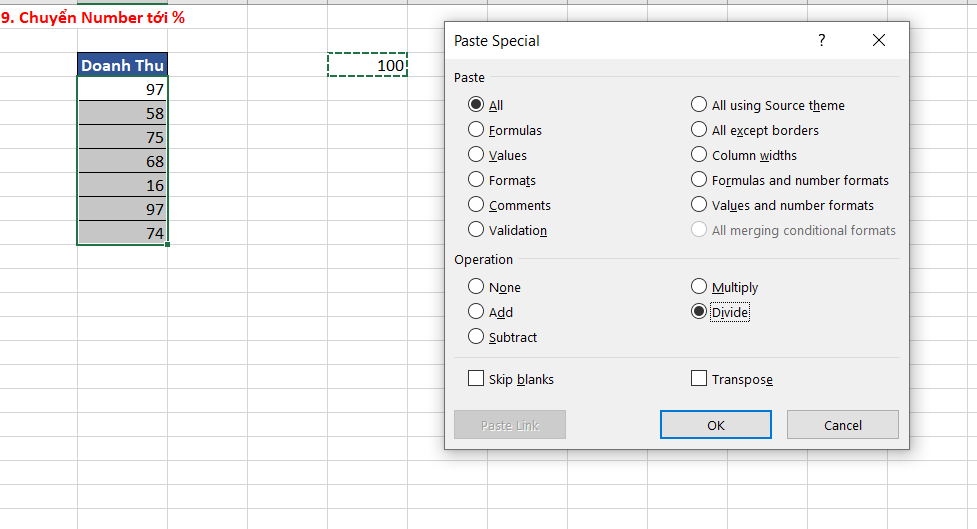 9. Chuyển Number tới %
Doanh Thu
97
58
75
68
16
97
74
100
Paste Special
?
Paste
All
Formulas
Values
Formats
Comments
Validation
All using Source theme
All except borders
Column widths
Formulas and number formats
Values and number formats
All merging conditional formats
Operation
None
Add
Subtract
Multiply
Divide
Skip blanks
Transpose
Paste Link
OK
Cancel